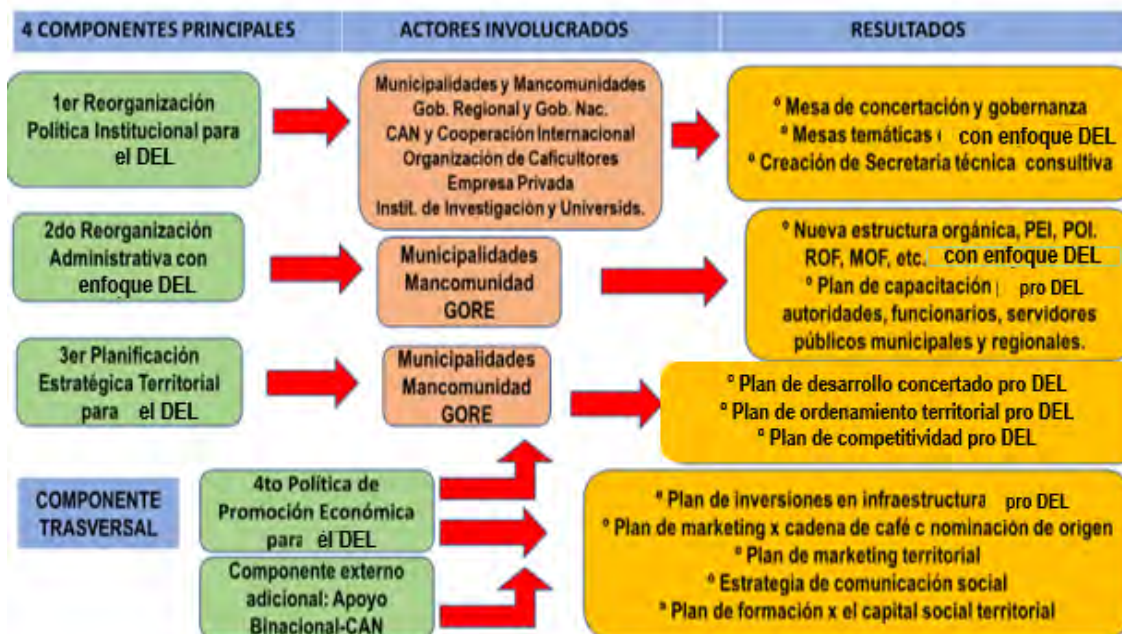 4 COMPONENTES PRINCIPALES
ACTORES INVOLUCRADOS
RESULTADOS
1er Reorganización
Política Institucional para
el DEL
Municipalidades y Mancomunidades
Gob. Regional y Gob. Nac.
CAN y Cooperación Internacional
Organización de Caficultores
Empresa Privada
Instit. de Investigación y Universids.
º Mesa de concertación y gobernanza
º Mesas temáticas con enfoque DEL
º Creación de Secretaria técnica consultiva
2do Reorganización
Administrativa con
enfoque DEL
Municipalidades
Mancomunidad
GORE
º Nueva estructura orgánica, PEI, POI.
ROF, MOF, etc. con enfoque DEL
º Plan de capacitación pro DEL
autoridades, funcionarios, servidores
públicos municipales y regionales.
3er Planificación
Estratégica Territorial
para el DEL
Municipalidades
Mancomunidad
GORE
º Plan de desarrollo concertado pro DEL
º Plan de ordenamiento territorial pro DEL
º Plan de competitividad pro DEL
COMPONENTE
TRASVERSAL
4to Política de
Promoción Económica
para él DEL
Componente externo
adicional: Apoyo
Binacional-CAN
º Plan de inversiones en infraestructura pro DEL
º Plan de marketing x cadena de café c nominación de origen
º Plan de marketing territorial
º Estrategia de comunicación social
º Plan de formación x el capital social territorial